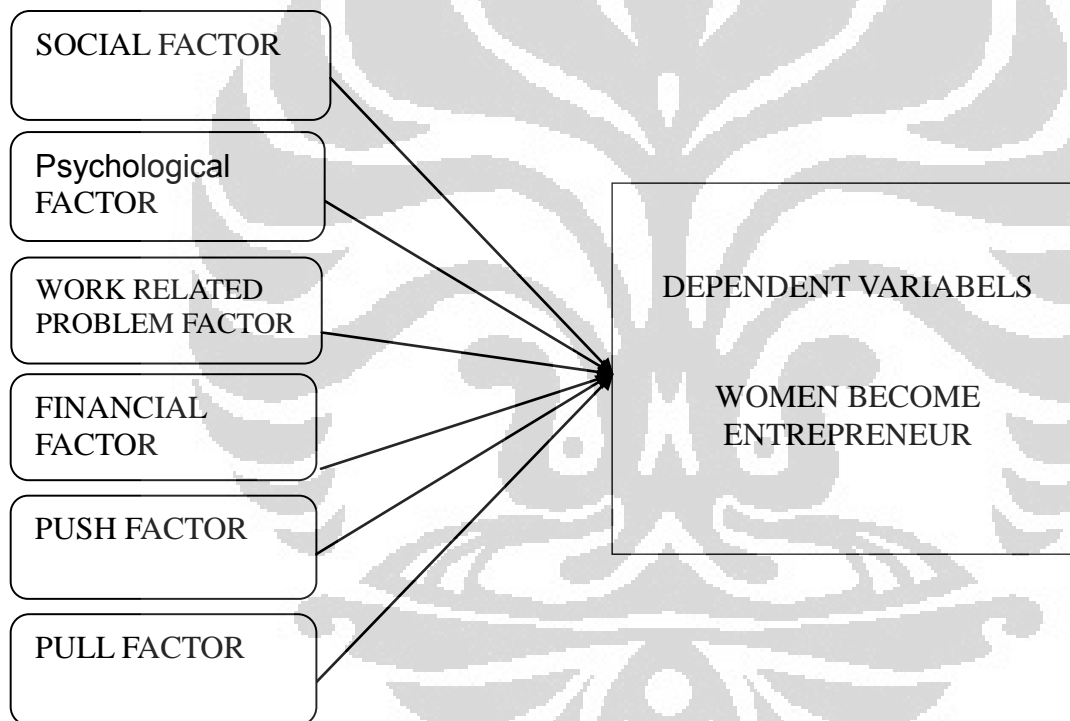 SOCIAL FACTOR
Psychological
FACTOR
WORK RELATED
PROBLEM FACTOR
FINANCIAL
FACTOR
PUSH FACTOR
PULL FACTOR
DEPENDENT VARIABELS
WOMEN BECOME
ENTREPRENEUR